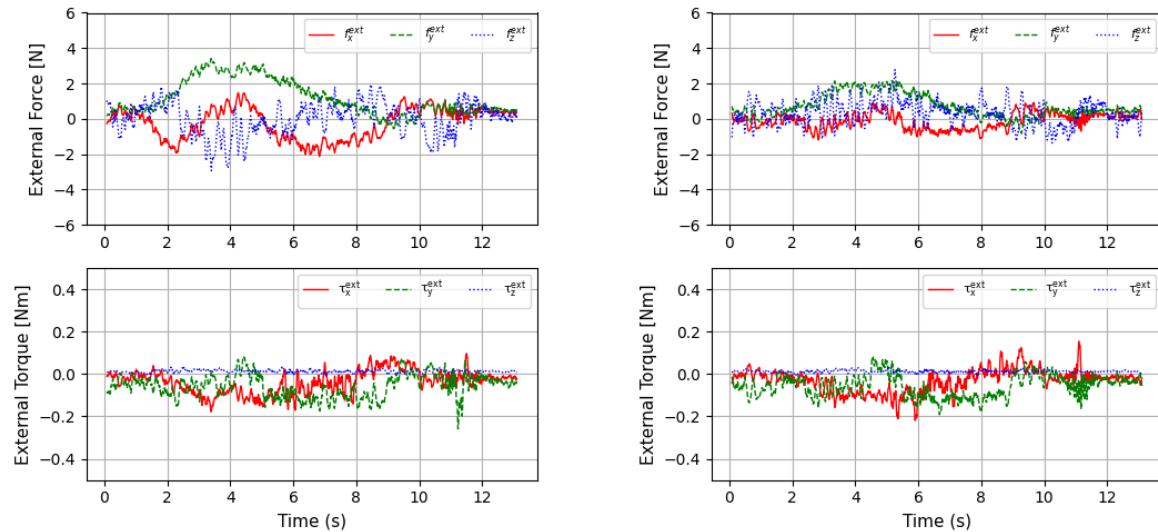 External Force [N]
6
4
2
0
−2
−4
−6
f_x^ext f_y^ext f_z^ext
0 2 4 6 8 10 12
External Force [N]
6
4
2
0
−2
−4
−6
f_x^ext f_y^ext f_z^ext
0 2 4 6 8 10 12
External Torque [Nm]
0.4
0.2
0.0
−0.2
−0.4
τ_x^ext τ_y^ext τ_z^ext
0 2 4 6 8 10 12
Time (s)
External Torque [Nm]
0.4
0.2
0.0
−0.2
−0.4
τ_x^ext τ_y^ext τ_z^ext
0 2 4 6 8 10 12
Time (s)